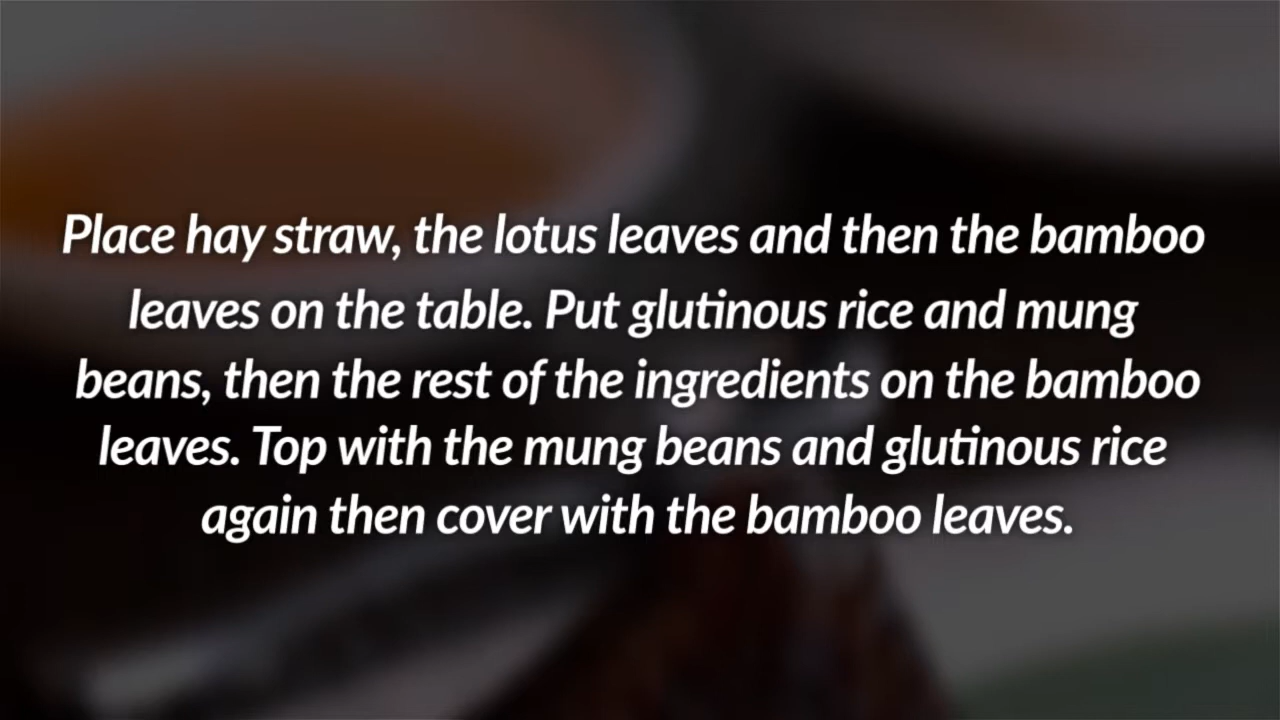 Place hay straw, the lotus leaves and then the bamboo
leaves on the table. Put glutinous rice and mung
beans, then the rest of the ingredients on the bamboo
leaves. Top with the mung beans and glutinous rice
again then cover with the bamboo leaves.